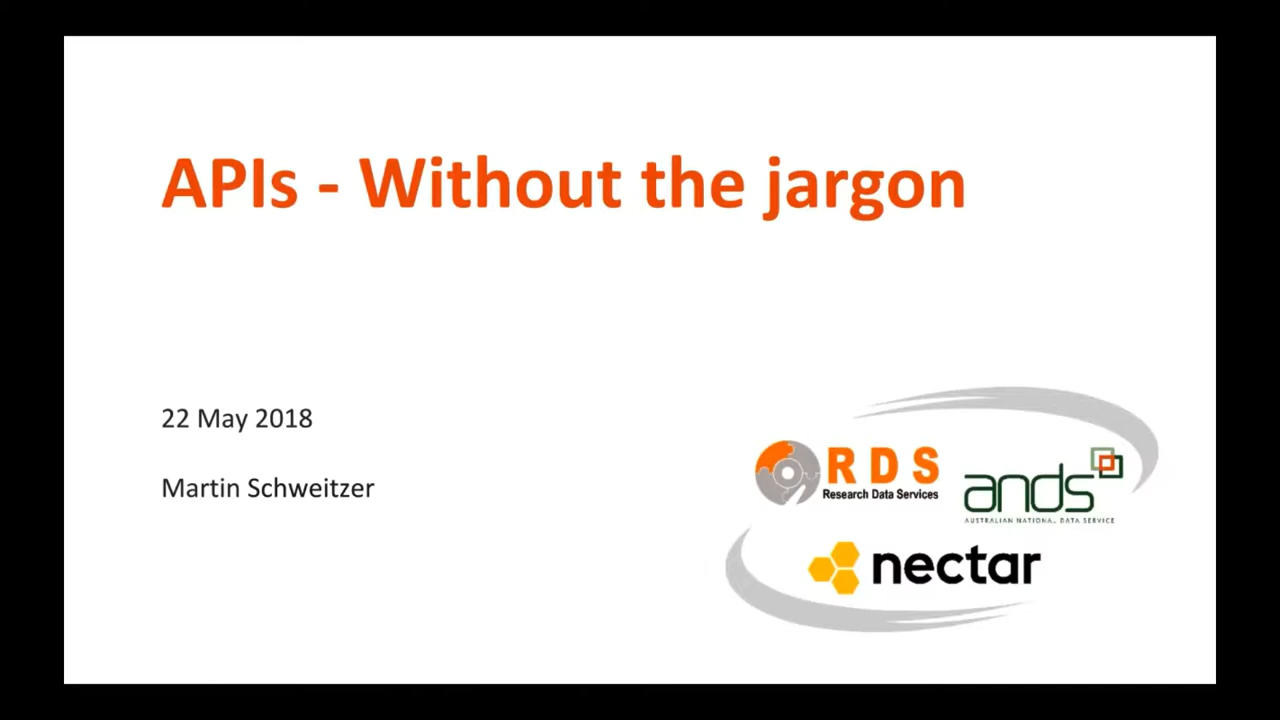 APIs - Without the jargon
22 May 2018
Martin Schweitzer
RDS
Research Data Services
ands
AUSTRALIAN NATIONAL DATA SERVICE
nectar